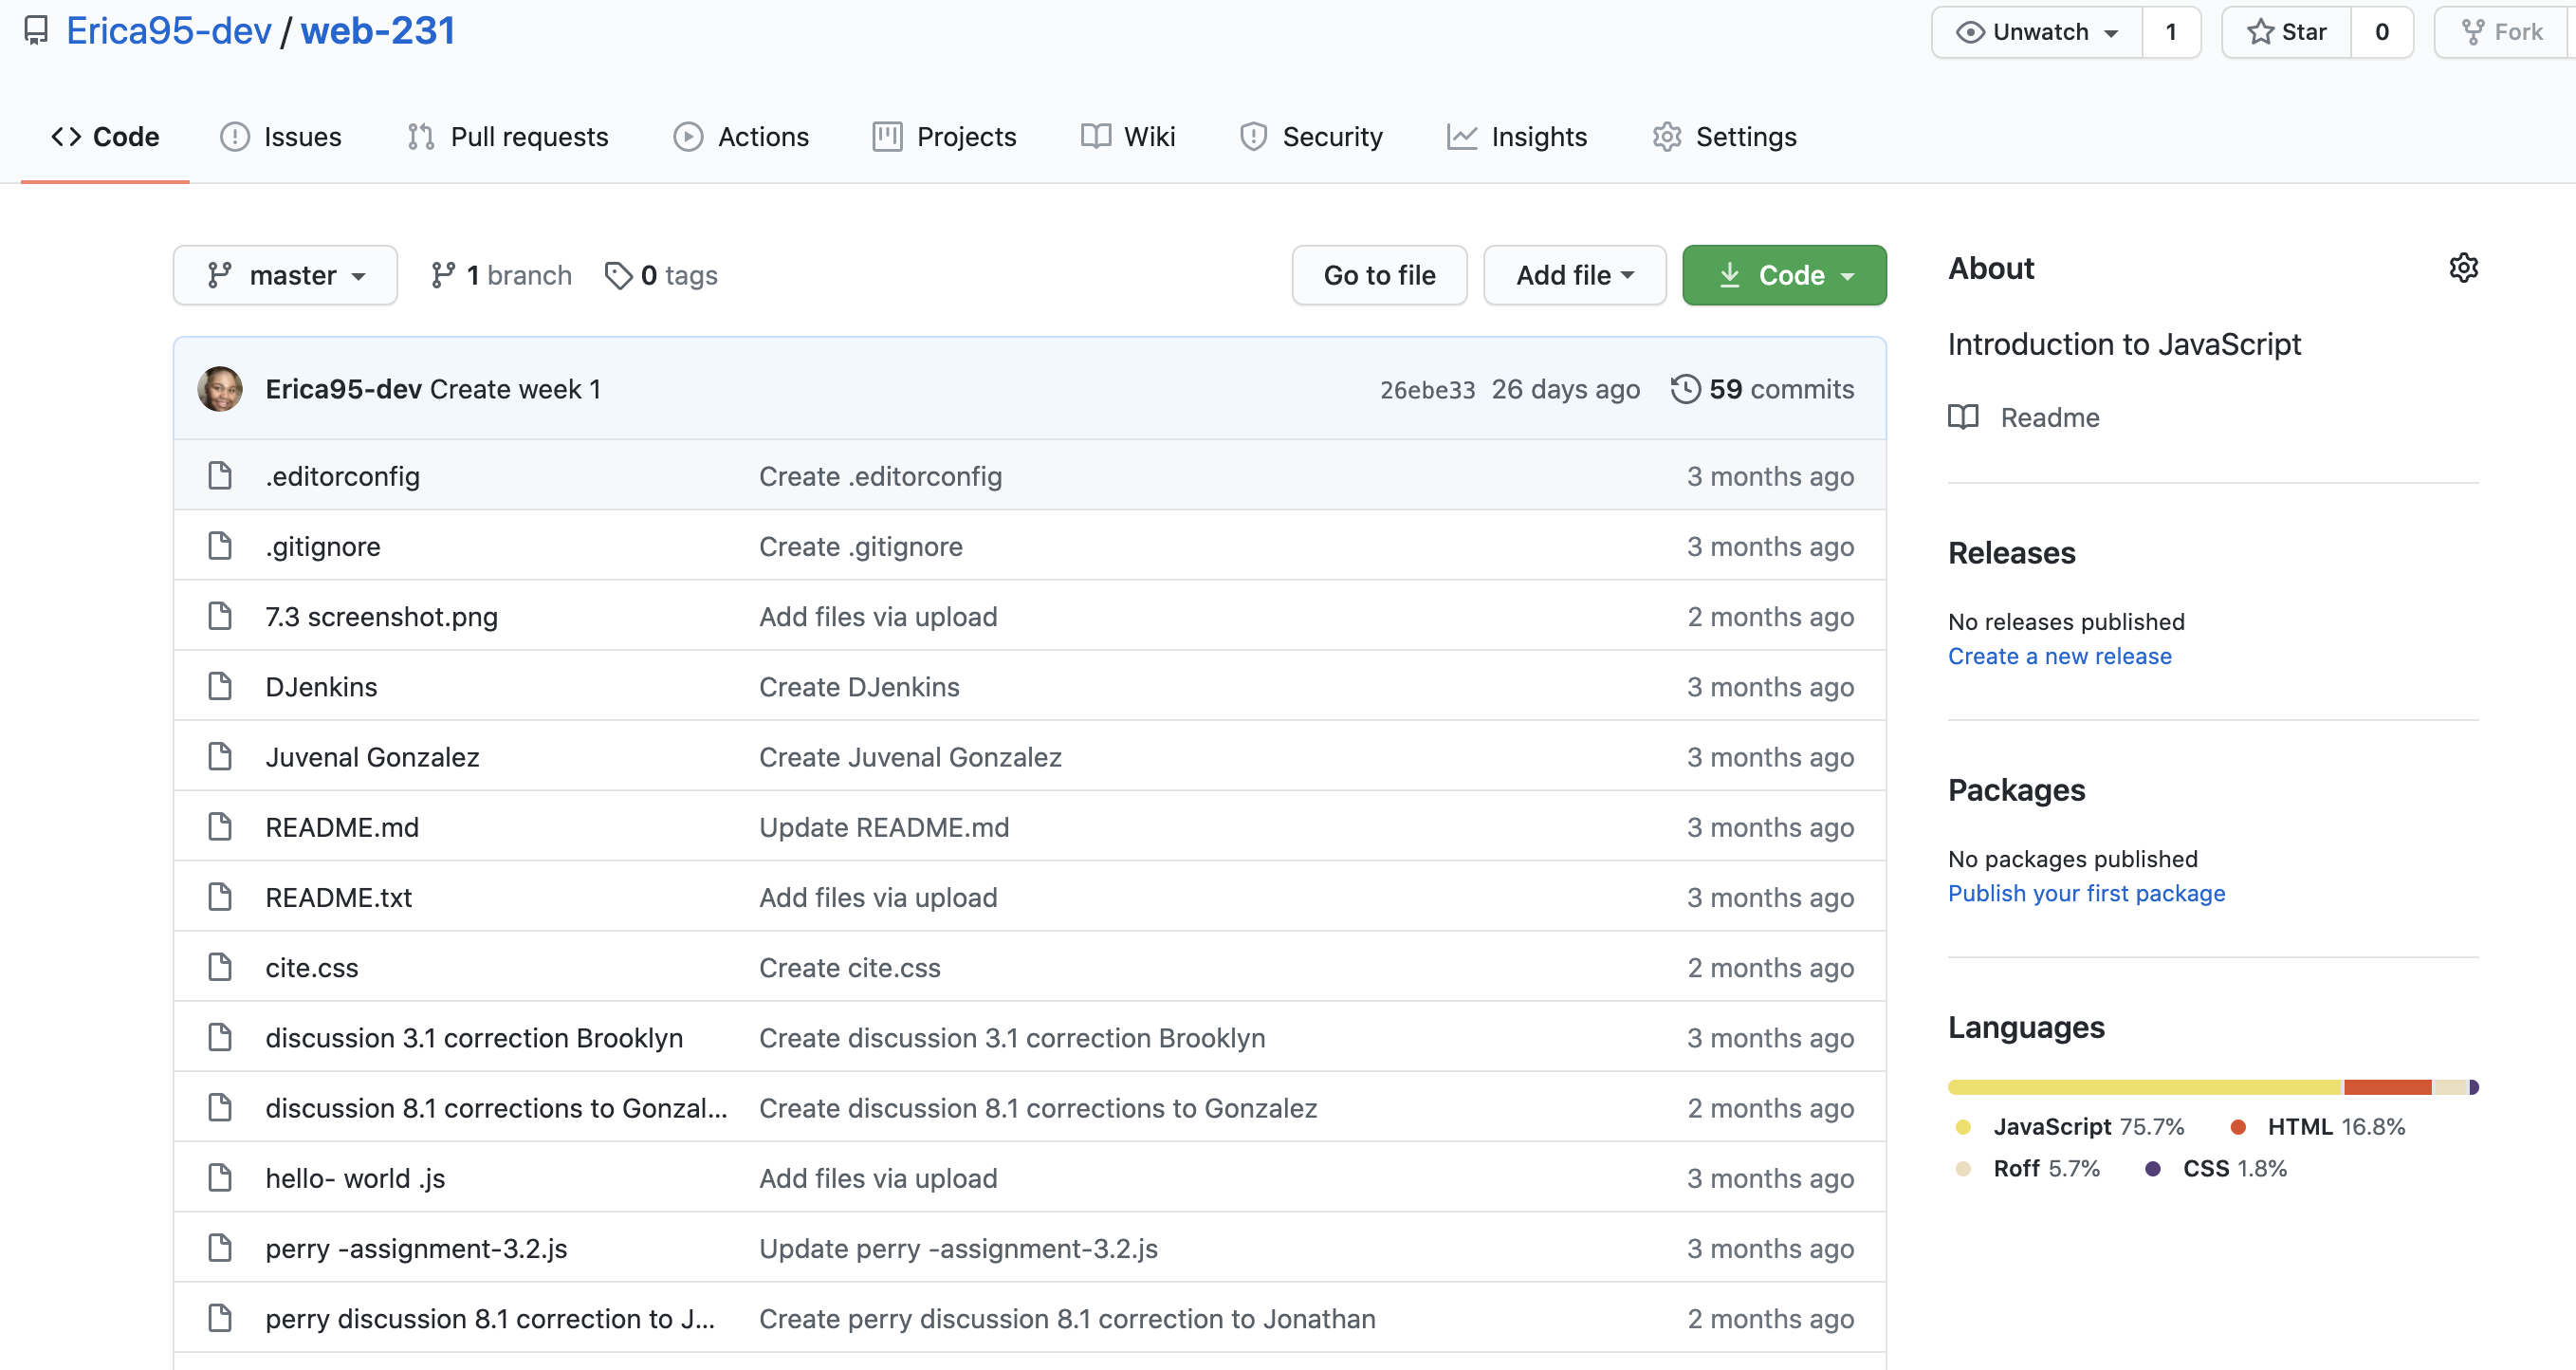 Erica95-dev / web-231
Unwatch 1 Star 0 Fork
Code Issues Pull requests Actions Projects Wiki Security Insights Settings
master 1 branch 0 tags Go to file Add file Code
Erica95-dev Create week 1 26ebe33 26 days ago 59 commits
.editorconfig Create .editorconfig 3 months ago
.gitignore Create .gitignore 3 months ago
7.3 screenshot.png Add files via upload 2 months ago
DJenkins Create DJenkins 3 months ago
Juvenal Gonzalez Create Juvenal Gonzalez 3 months ago
README.md Update README.md 3 months ago
README.txt Add files via upload 3 months ago
cite.css Create cite.css 2 months ago
discussion 3.1 correction Brooklyn Create discussion 3.1 correction Brooklyn 3 months ago
discussion 8.1 corrections to Gonzal... Create discussion 8.1 corrections to Gonzalez 2 months ago
hello- world .js Add files via upload 3 months ago
perry -assignment-3.2.js Update perry -assignment-3.2.js 3 months ago
perry discussion 8.1 correction to J... Create perry discussion 8.1 correction to Jonathan 2 months ago
About
Introduction to JavaScript
Readme
Releases
No releases published
Create a new release
Packages
No packages published
Publish your first package
Languages
JavaScript 75.7% HTML 16.8%
Roff 5.7% CSS 1.8%